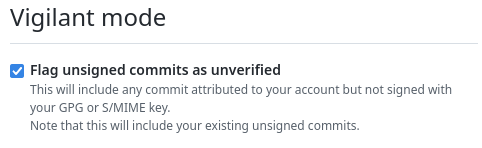 Vigilant mode
Flag unsigned commits as unverified
This will include any commit attributed to your account but not signed with
your GPG or S/MIME key.
Note that this will include your existing unsigned commits.